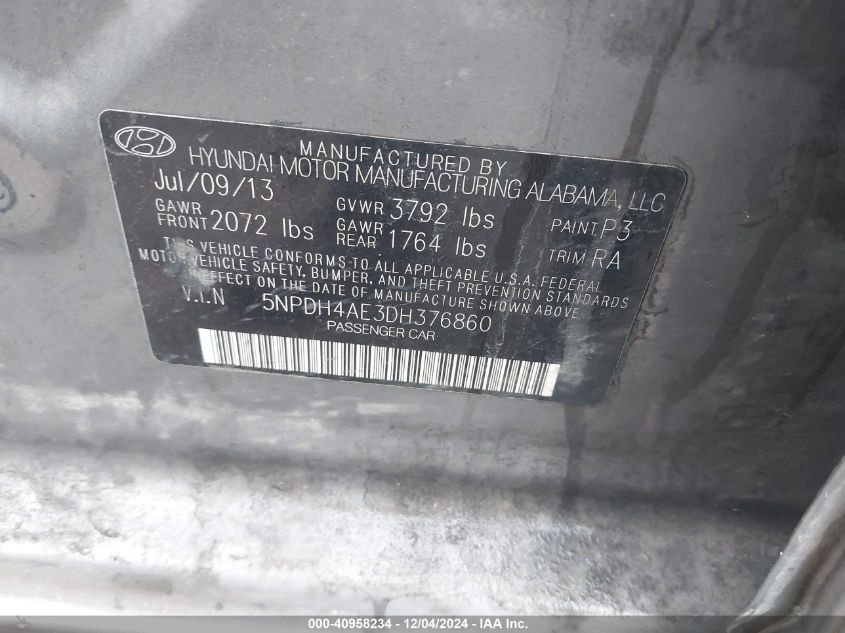 MANUFACTURED BY
HYUNDAI MOTOR MANUFACTURING ALABAMA, LLC
Jul/09/13 GVWR 3792 lbs PAINT P3
GAWR FRONT 2072 lbs GAWR REAR 1764 lbs TRIM RA
THIS VEHICLE CONFORMS TO ALL APPLICABLE U.S.A. FEDERAL
MOTOR VEHICLE SAFETY, BUMPER, AND THEFT PREVENTION STANDARDS
IN EFFECT ON THE DATE OF MANUFACTURE SHOWN ABOVE
V.I.N 5NPDH4AE3DH376860
PASSENGER CAR
000-40958234 - 12/04/2024 - IAA Inc.